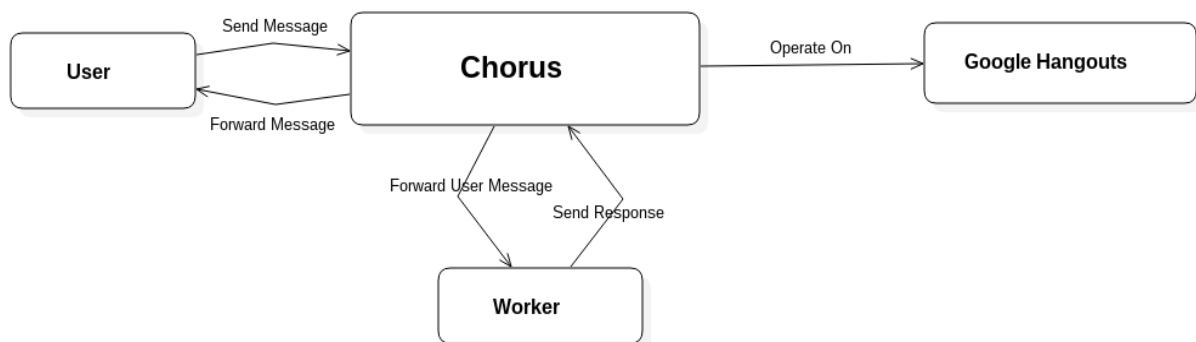 Send Message
User
Chorus
Operate On
Google Hangouts
Forward Message
Forward User Message
Send Response
Worker